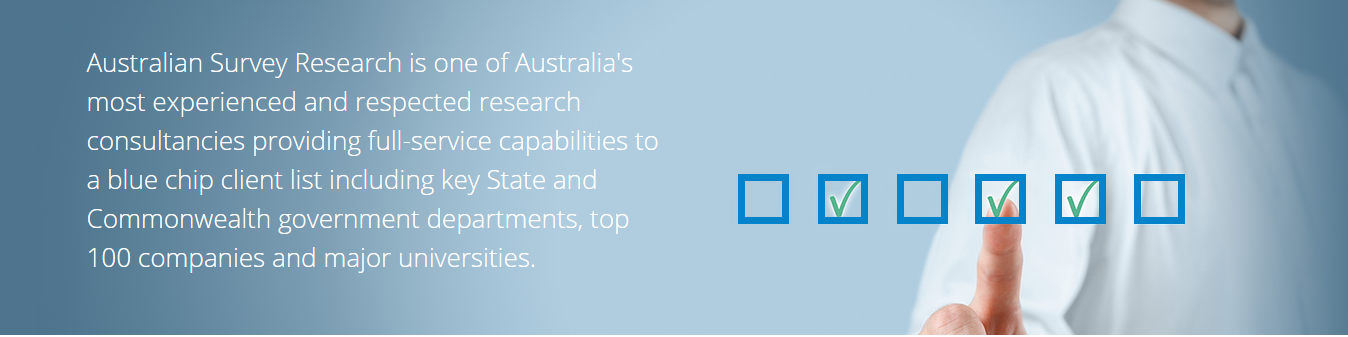 Australian Survey Research is one of Australia's
most experienced and respected research
consultancies providing full-service capabilities to
a blue chip client list including key State and
Commonwealth government departments, top
100 companies and major universities.